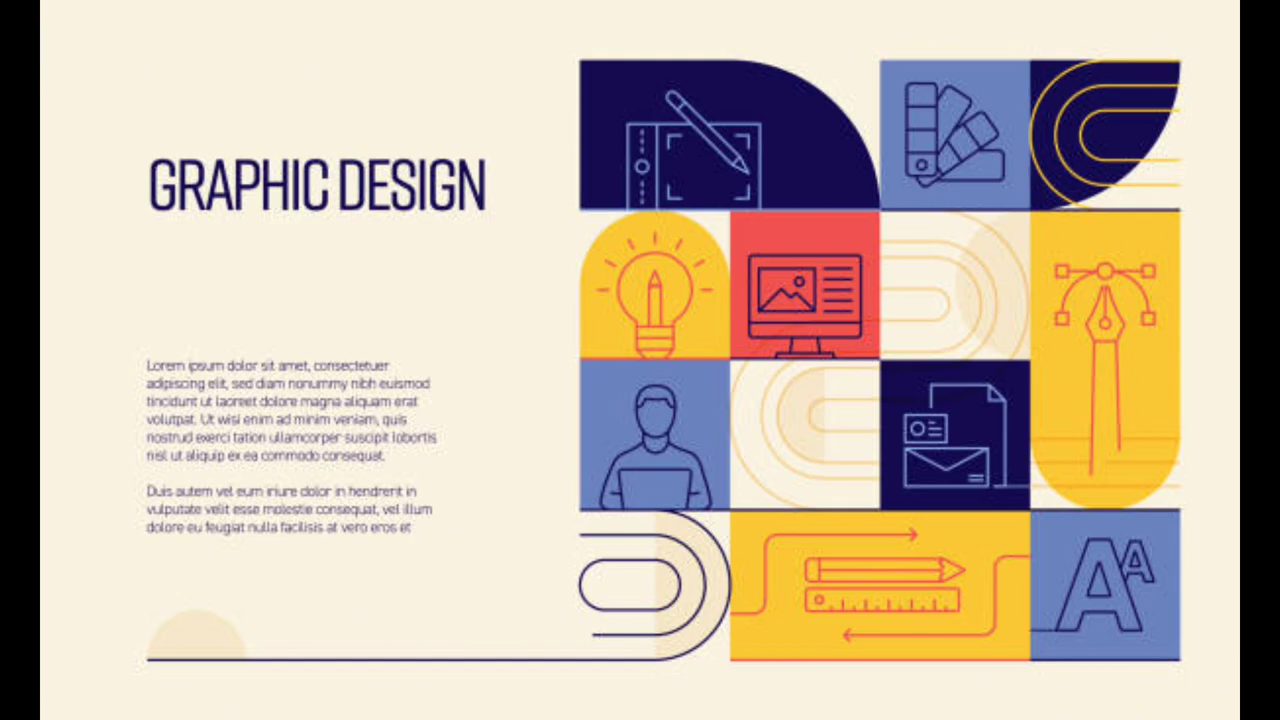 GRAPHIC DESIGN
Lorem ipsum dolor sit amet, consectetuer
adipiscing elit, sed diam nonummy nibh euismod
tincidunt ut laoreet dolore magna aliquam erat
volutpat. Ut wisi enim ad minim veniam, quis
nostrud exerci tation ullamcorper suscipit lobortis
nisl ut aliquip ex ea commodo consequat.
Duis autem vel eum iriure dolor in hendrerit in
vulputate velit esse molestie consequat, vel illum
dolore eu feugiat nulla facilisis at vero eros et
A A